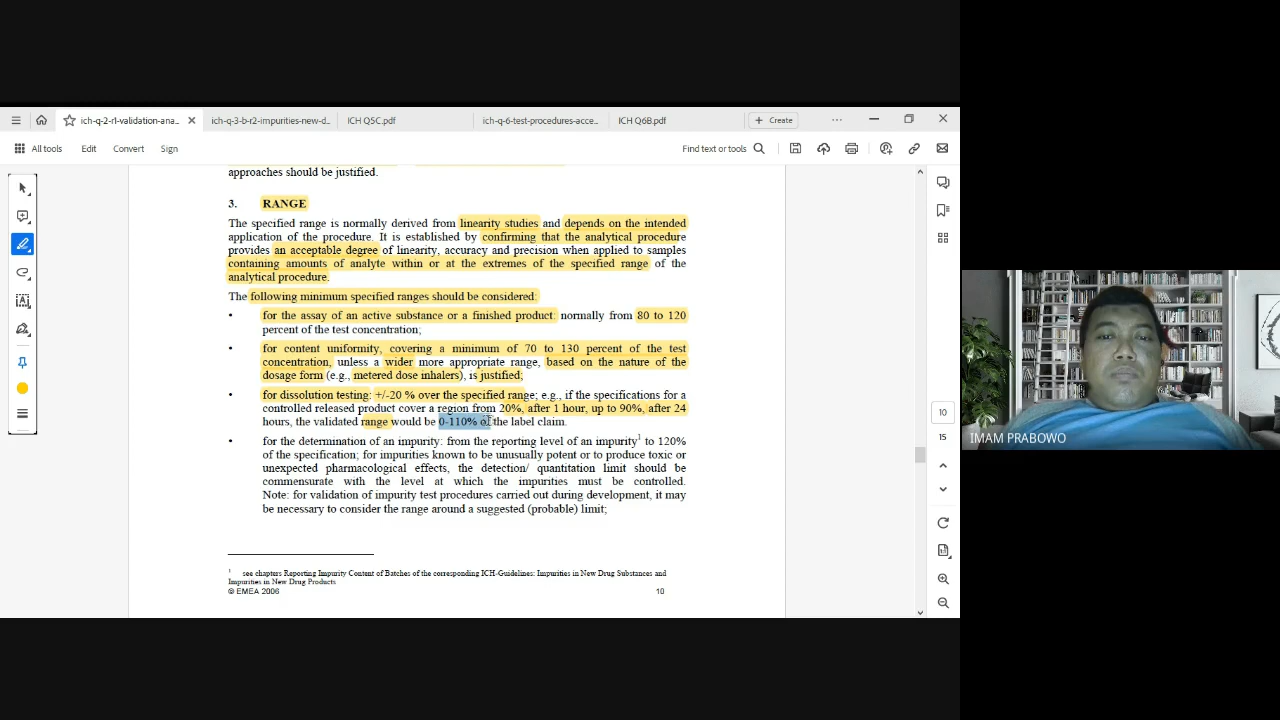 ich-q-2-r1-validation-ana...
ich-q-3-b-r2-impurities-new-d...
ICH Q5C.pdf
ich-q-6-test-procedures-acce...
ICH Q6B.pdf
Create
All tools
Edit
Convert
Sign
Find text or tools
approaches should be justified.
3. RANGE
The specified range is normally derived from linearity studies and depends on the intended
application of the procedure. It is established by confirming that the analytical procedure
provides an acceptable degree of linearity, accuracy and precision when applied to samples
containing amounts of analyte within or at the extremes of the specified range of the
analytical procedure.
The following minimum specified ranges should be considered:
• for the assay of an active substance or a finished product: normally from 80 to 120
percent of the test concentration;
• for content uniformity, covering a minimum of 70 to 130 percent of the test
concentration, unless a wider more appropriate range, based on the nature of the
dosage form (e.g., metered dose inhalers), is justified;
• for dissolution testing: +/-20 % over the specified range; e.g., if the specifications for a
controlled released product cover a region from 20%, after 1 hour, up to 90%, after 24
hours, the validated range would be 0-110% of the label claim.
• for the determination of an impurity: from the reporting level of an impurity1 to 120%
of the specification; for impurities known to be unusually potent or to produce toxic or
unexpected pharmacological effects, the detection/ quantitation limit should be
commensurate with the level at which the impurities must be controlled.
Note: for validation of impurity test procedures carried out during development, it may
be necessary to consider the range around a suggested (probable) limit;
1 see chapters Reporting Impurity Content of Batches of the corresponding ICH-Guidelines: Impurities in New Drug Substances and
Impurities in New Drug Products
© EMEA 2006 10
10
15
IMAM PRABOWO